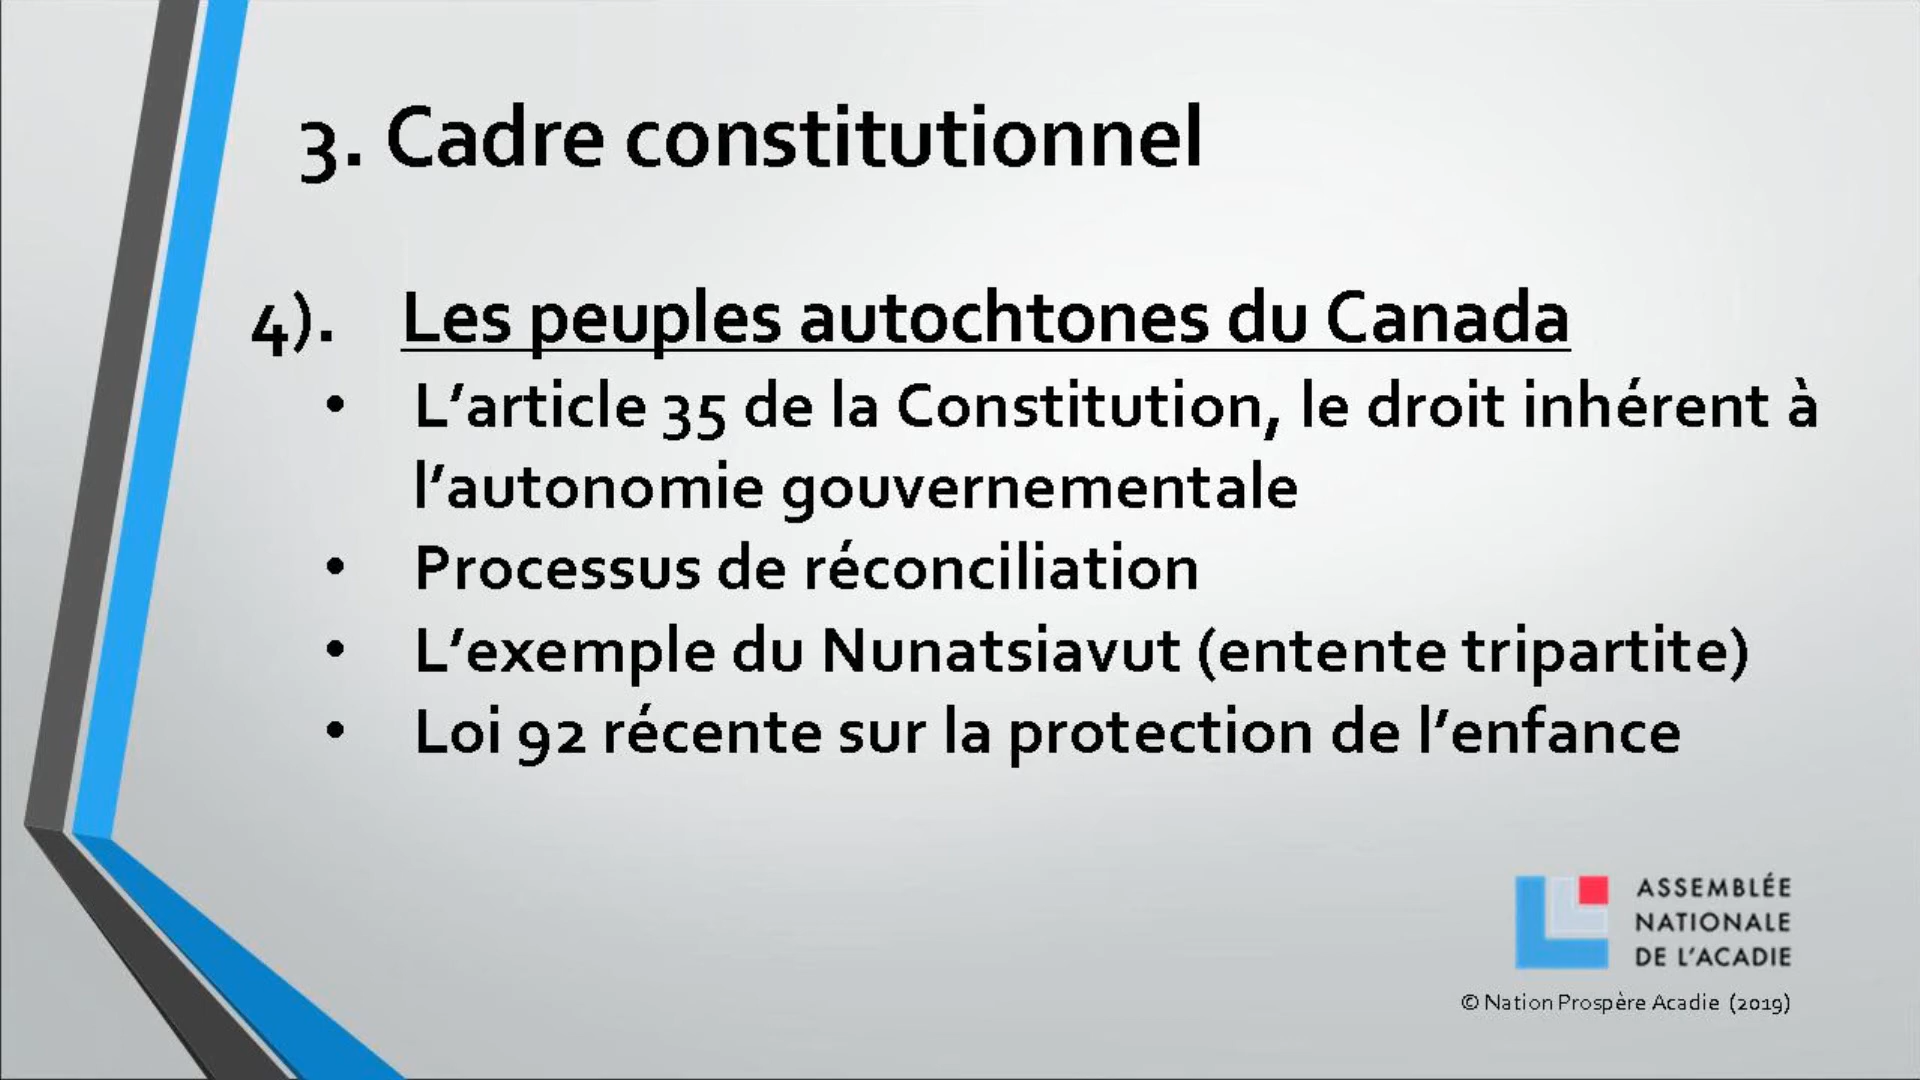 3. Cadre constitutionnel
4). Les peuples autochtones du Canada
• L’article 35 de la Constitution, le droit inhérent à
l’autonomie gouvernementale
• Processus de réconciliation
• L’exemple du Nunatsiavut (entente tripartite)
• Loi 92 récente sur la protection de l’enfance
ASSEMBLÉE
NATIONALE
DE L’ACADIE
© Nation Prospère Acadie (2019)